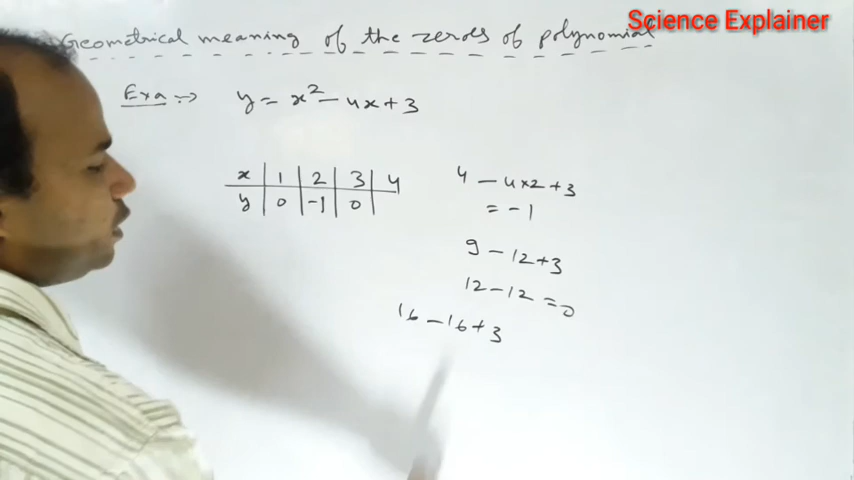 Science Explainer
Geometrical meaning of the zeroes of polynomial
Exa :→ y = x² - 4x + 3
x | 1 | 2 | 3 | 4
y | 0 | -1 | 0 |
4 - 4×2 + 3
= -1
9 - 12 + 3
12 - 12 = 0
16 - 16 + 3